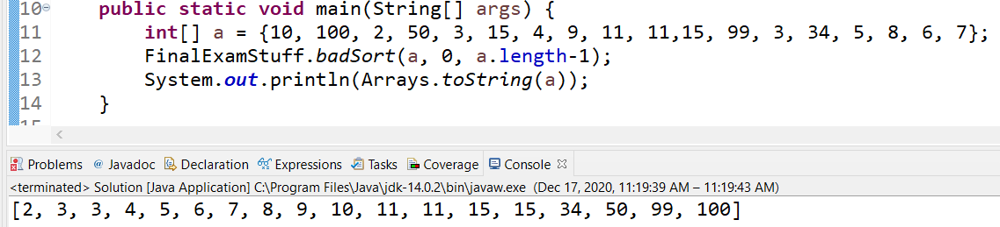 10 public static void main(String[] args) {
11 int[] a = {10, 100, 2, 50, 3, 15, 4, 9, 11, 11,15, 99, 3, 34, 5, 8, 6, 7};
12 FinalExamStuff.badSort(a, 0, a.length-1);
13 System.out.println(Arrays.toString(a));
14 }
15
Problems @ Javadoc Declaration Expressions Tasks Coverage Console
<terminated> Solution [Java Application] C:\Program Files\Java\jdk-14.0.2\bin\javaw.exe (Dec 17, 2020, 11:19:39 AM – 11:19:43 AM)
[2, 3, 3, 4, 5, 6, 7, 8, 9, 10, 11, 11, 15, 15, 34, 50, 99, 100]